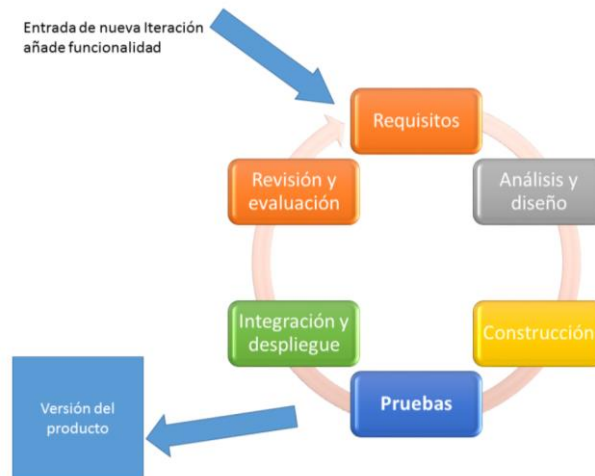 Entrada de nueva Iteración
añade funcionalidad
Requisitos
Análisis y
diseño
Construcción
Pruebas
Integración y
despliegue
Revisión y
evaluación
Versión del
producto